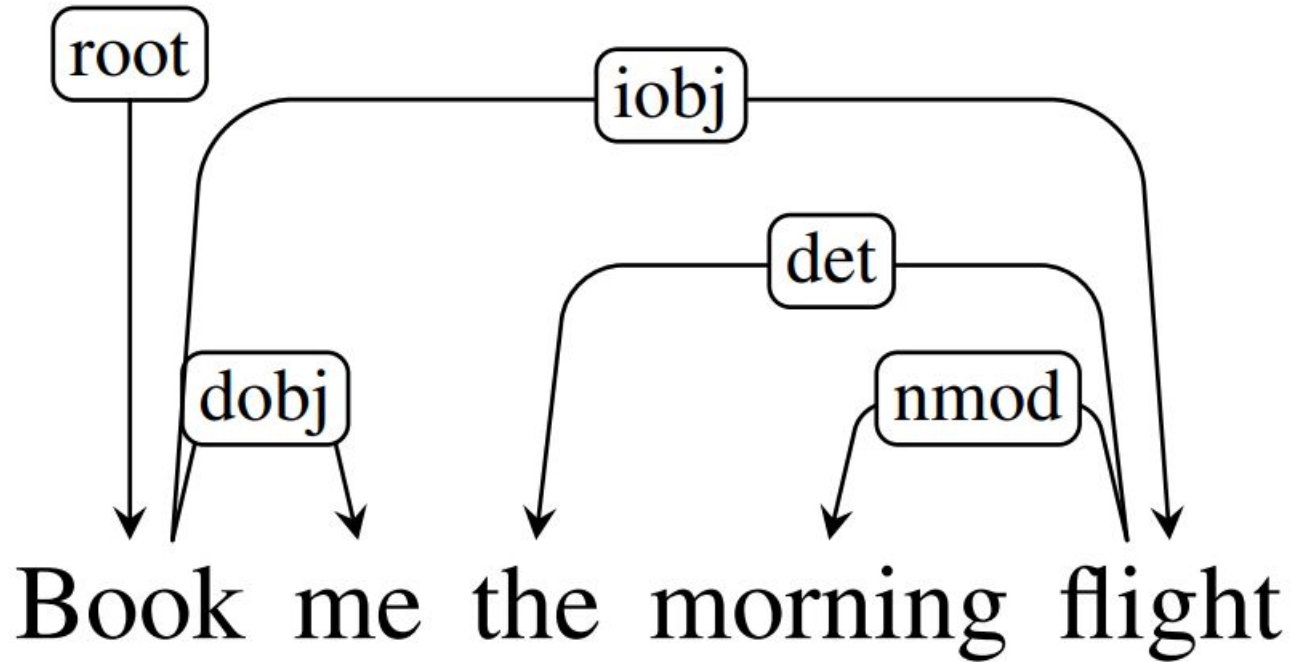 root
iobj
det
dobj
nmod
Book me the morning flight